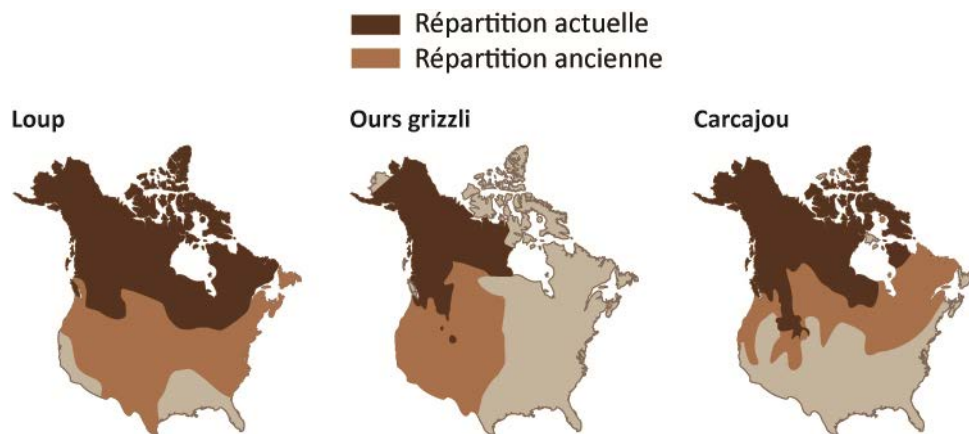 Répartition actuelle
Répartition ancienne
Loup
Ours grizzli
Carcajou